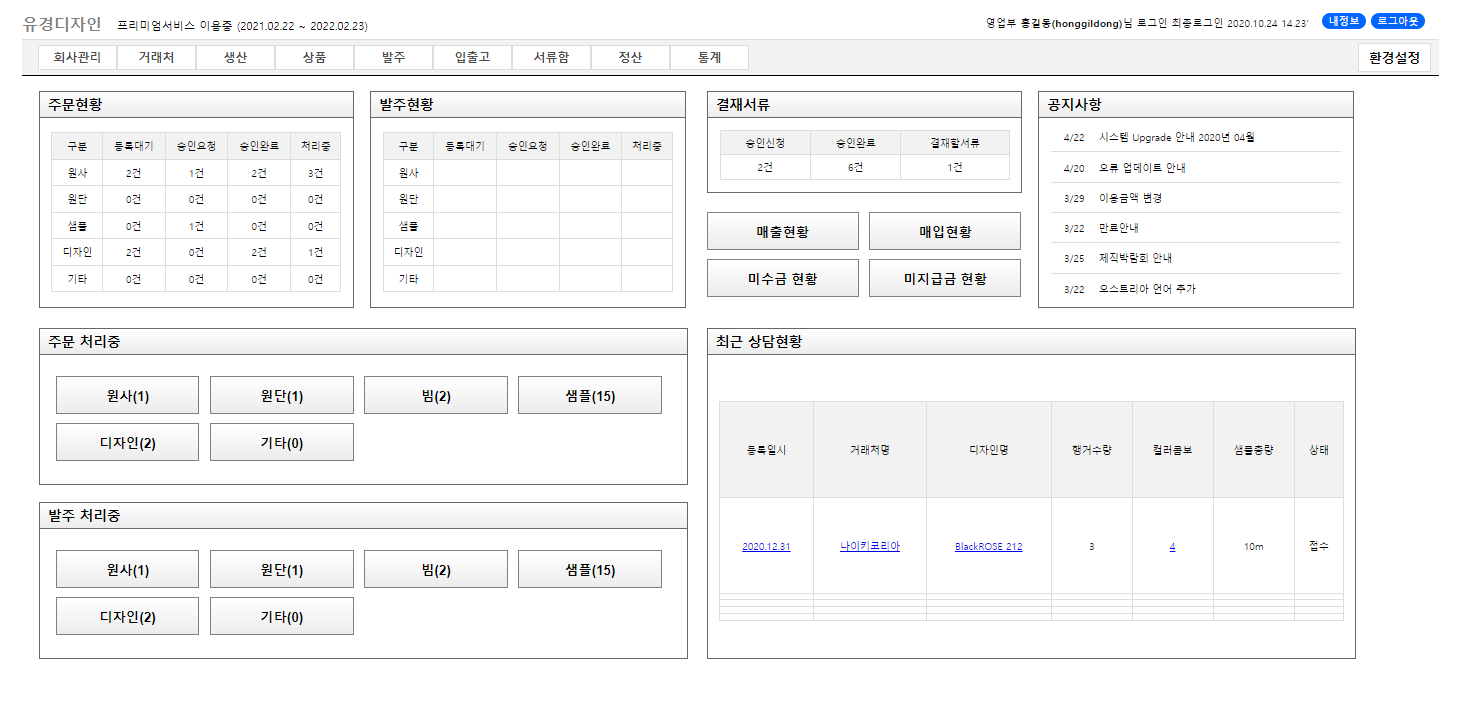 유경디자인 프리미엄서비스 이용중 (2021.02.22 ~ 2022.02.23)
영업부 홍길동(honggildong)님 로그인 최종로그인 2020.10.24 14.23' 내정보 로그아웃
회사관리 거래처 생산 상품 발주 입출고 서류함 정산 통계 환경설정
주문현황
구분 등록대기 승인요청 승인완료 처리중
원사 2건 1건 2건 3건
원단 0건 0건 0건 0건
샘플 0건 1건 0건 0건
디자인 2건 0건 2건 1건
기타 0건 0건 0건 0건
발주현황
구분 등록대기 승인요청 승인완료 처리중
원사
원단
샘플
디자인
기타
결재서류
승인신청 승인완료 결재할서류
2건 6건 1건
매출현황 매입현황
미수금 현황 미지급금 현황
공지사항
4/22 시스템 Upgrade 안내 2020년 04월
4/20 오류 업데이트 안내
3/29 이용금액 변경
3/22 만료안내
3/25 제직박람회 안내
3/22 오스트리아 언어 추가
주문 처리중
원사(1) 원단(1) 빔(2) 샘플(15)
디자인(2) 기타(0)
발주 처리중
원사(1) 원단(1) 빔(2) 샘플(15)
디자인(2) 기타(0)
최근 상담현황
등록일시 거래처명 디자인명 행거수량 컬러콤보 샘플총량 상태
2020.12.31 나이키코리아 BlackROSE 212 3 4 10m 접수